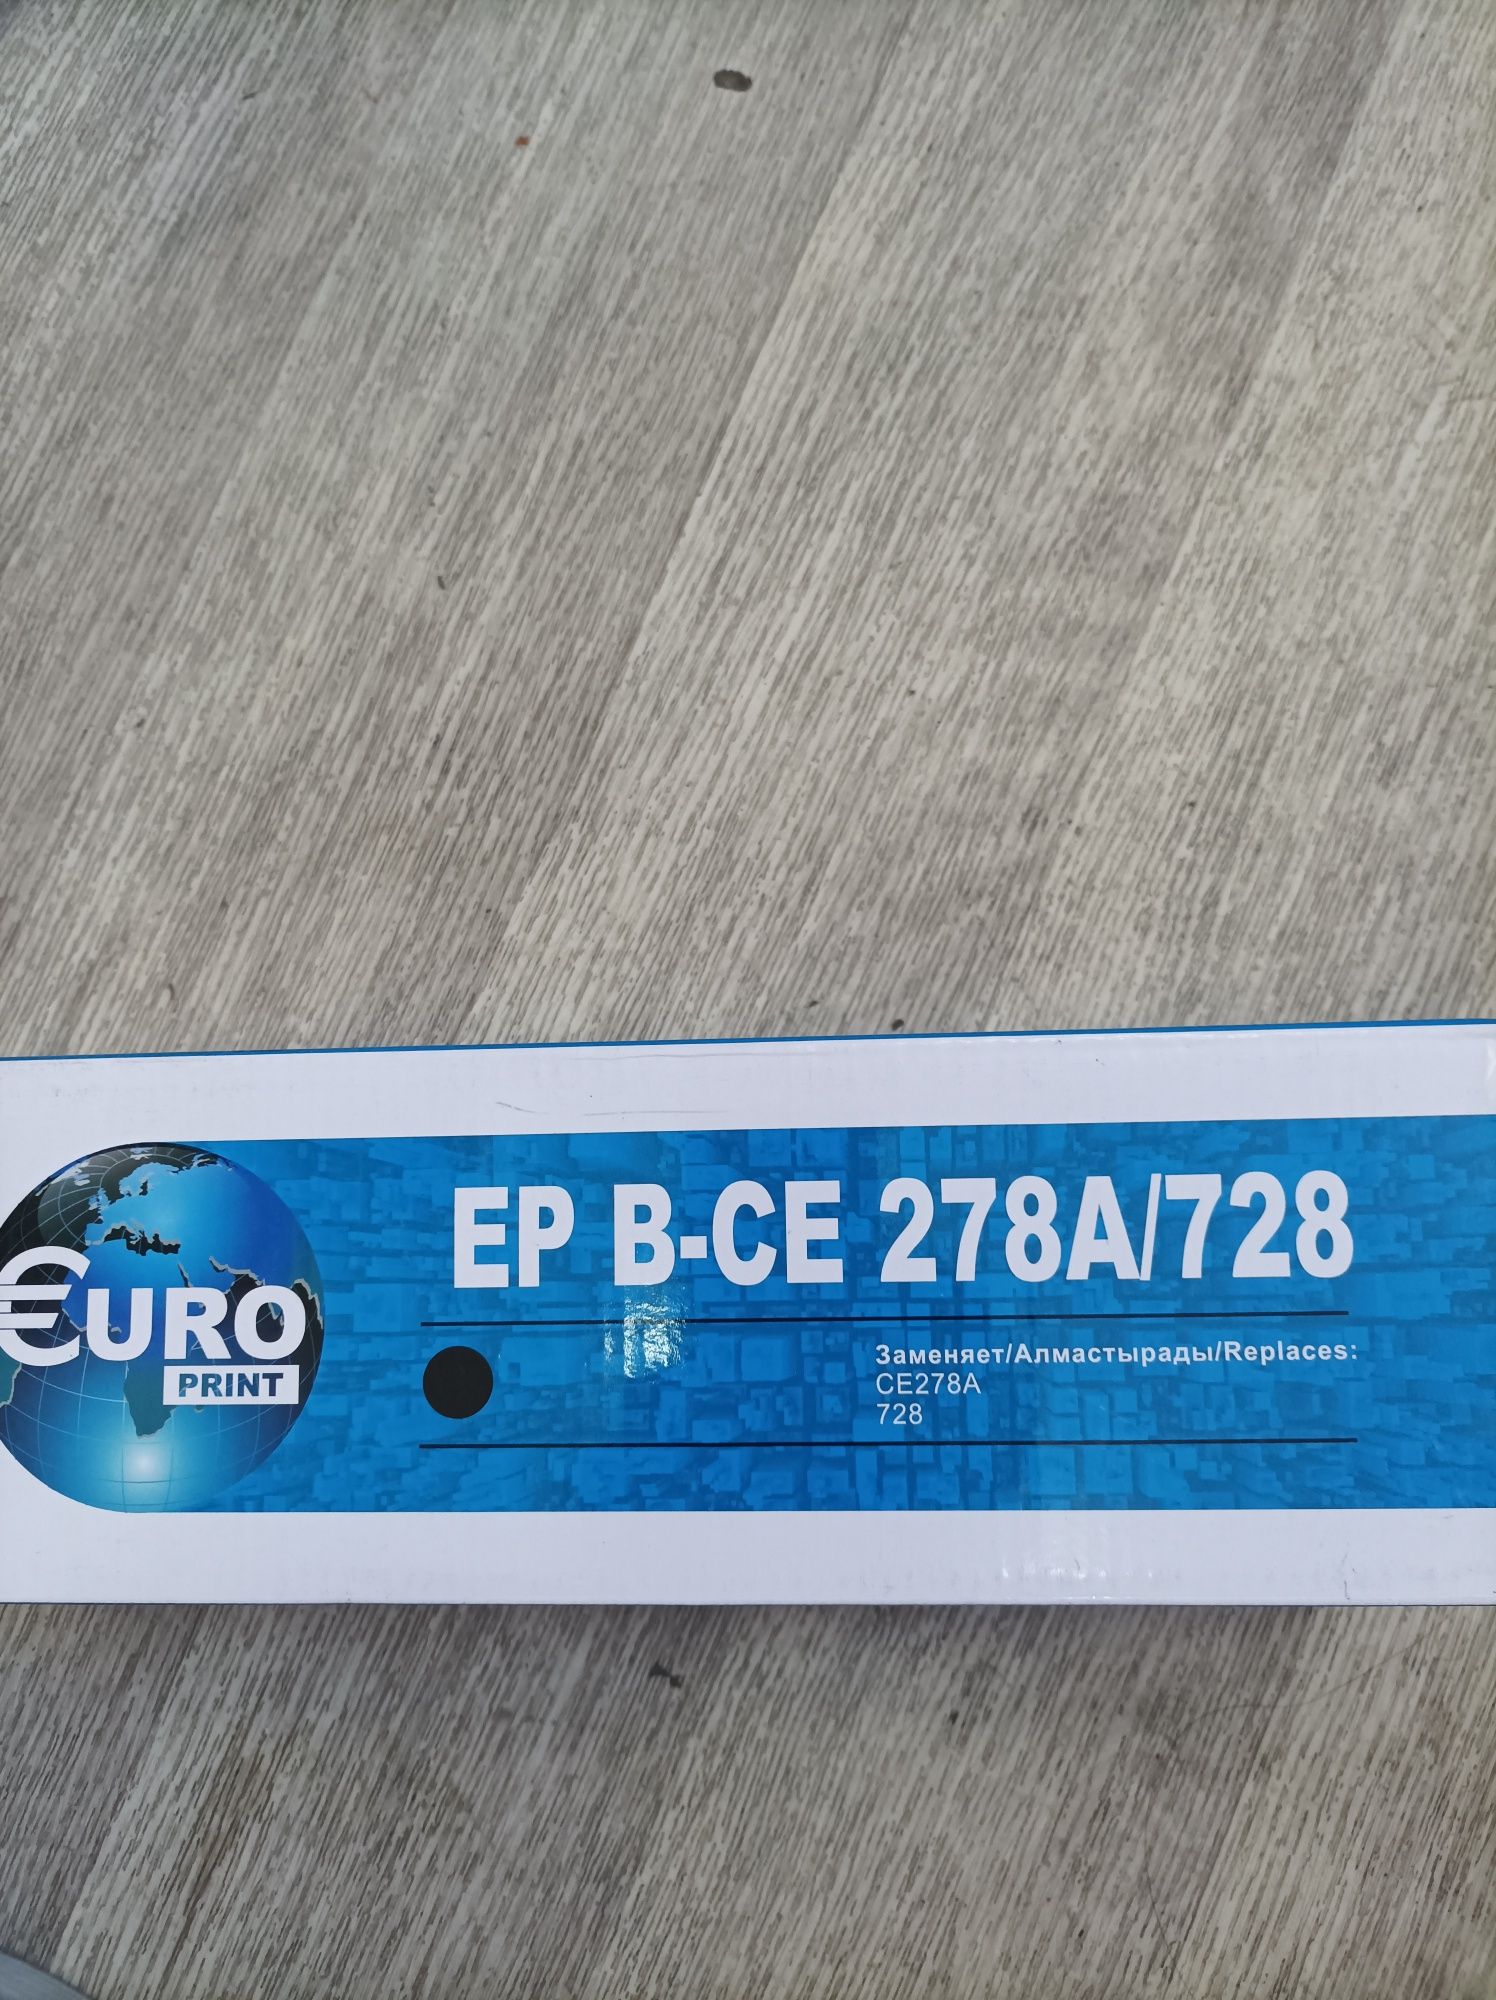 EP B-CE 278A/728
€URO
PRINT
Заменяет/Алмастырады/Replaces:
CE278A
728